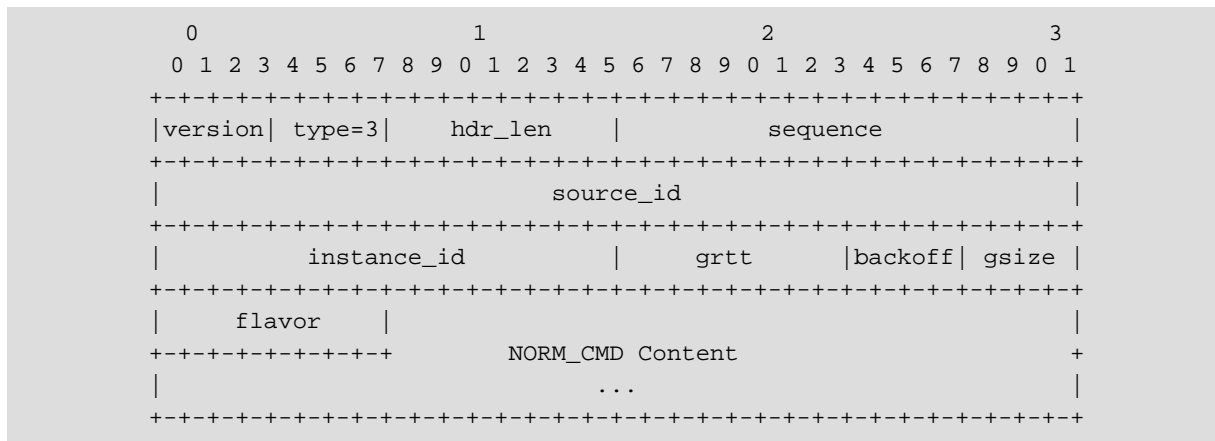 0 1 2 3
0 1 2 3 4 5 6 7 8 9 0 1 2 3 4 5 6 7 8 9 0 1 2 3 4 5 6 7 8 9 0 1
+-+-+-+-+-+-+-+-+-+-+-+-+-+-+-+-+-+-+-+-+-+-+-+-+-+-+-+-+-+-+-+-+
|version| type=3| hdr_len | sequence |
+-+-+-+-+-+-+-+-+-+-+-+-+-+-+-+-+-+-+-+-+-+-+-+-+-+-+-+-+-+-+-+-+
| source_id |
+-+-+-+-+-+-+-+-+-+-+-+-+-+-+-+-+-+-+-+-+-+-+-+-+-+-+-+-+-+-+-+-+
| instance_id | grtt |backoff| gsize |
+-+-+-+-+-+-+-+-+-+-+-+-+-+-+-+-+-+-+-+-+-+-+-+-+-+-+-+-+-+-+-+-+
| flavor | |
+-+-+-+-+-+-+-+-+ NORM_CMD Content +
| ... |
+-+-+-+-+-+-+-+-+-+-+-+-+-+-+-+-+-+-+-+-+-+-+-+-+-+-+-+-+-+-+-+-+